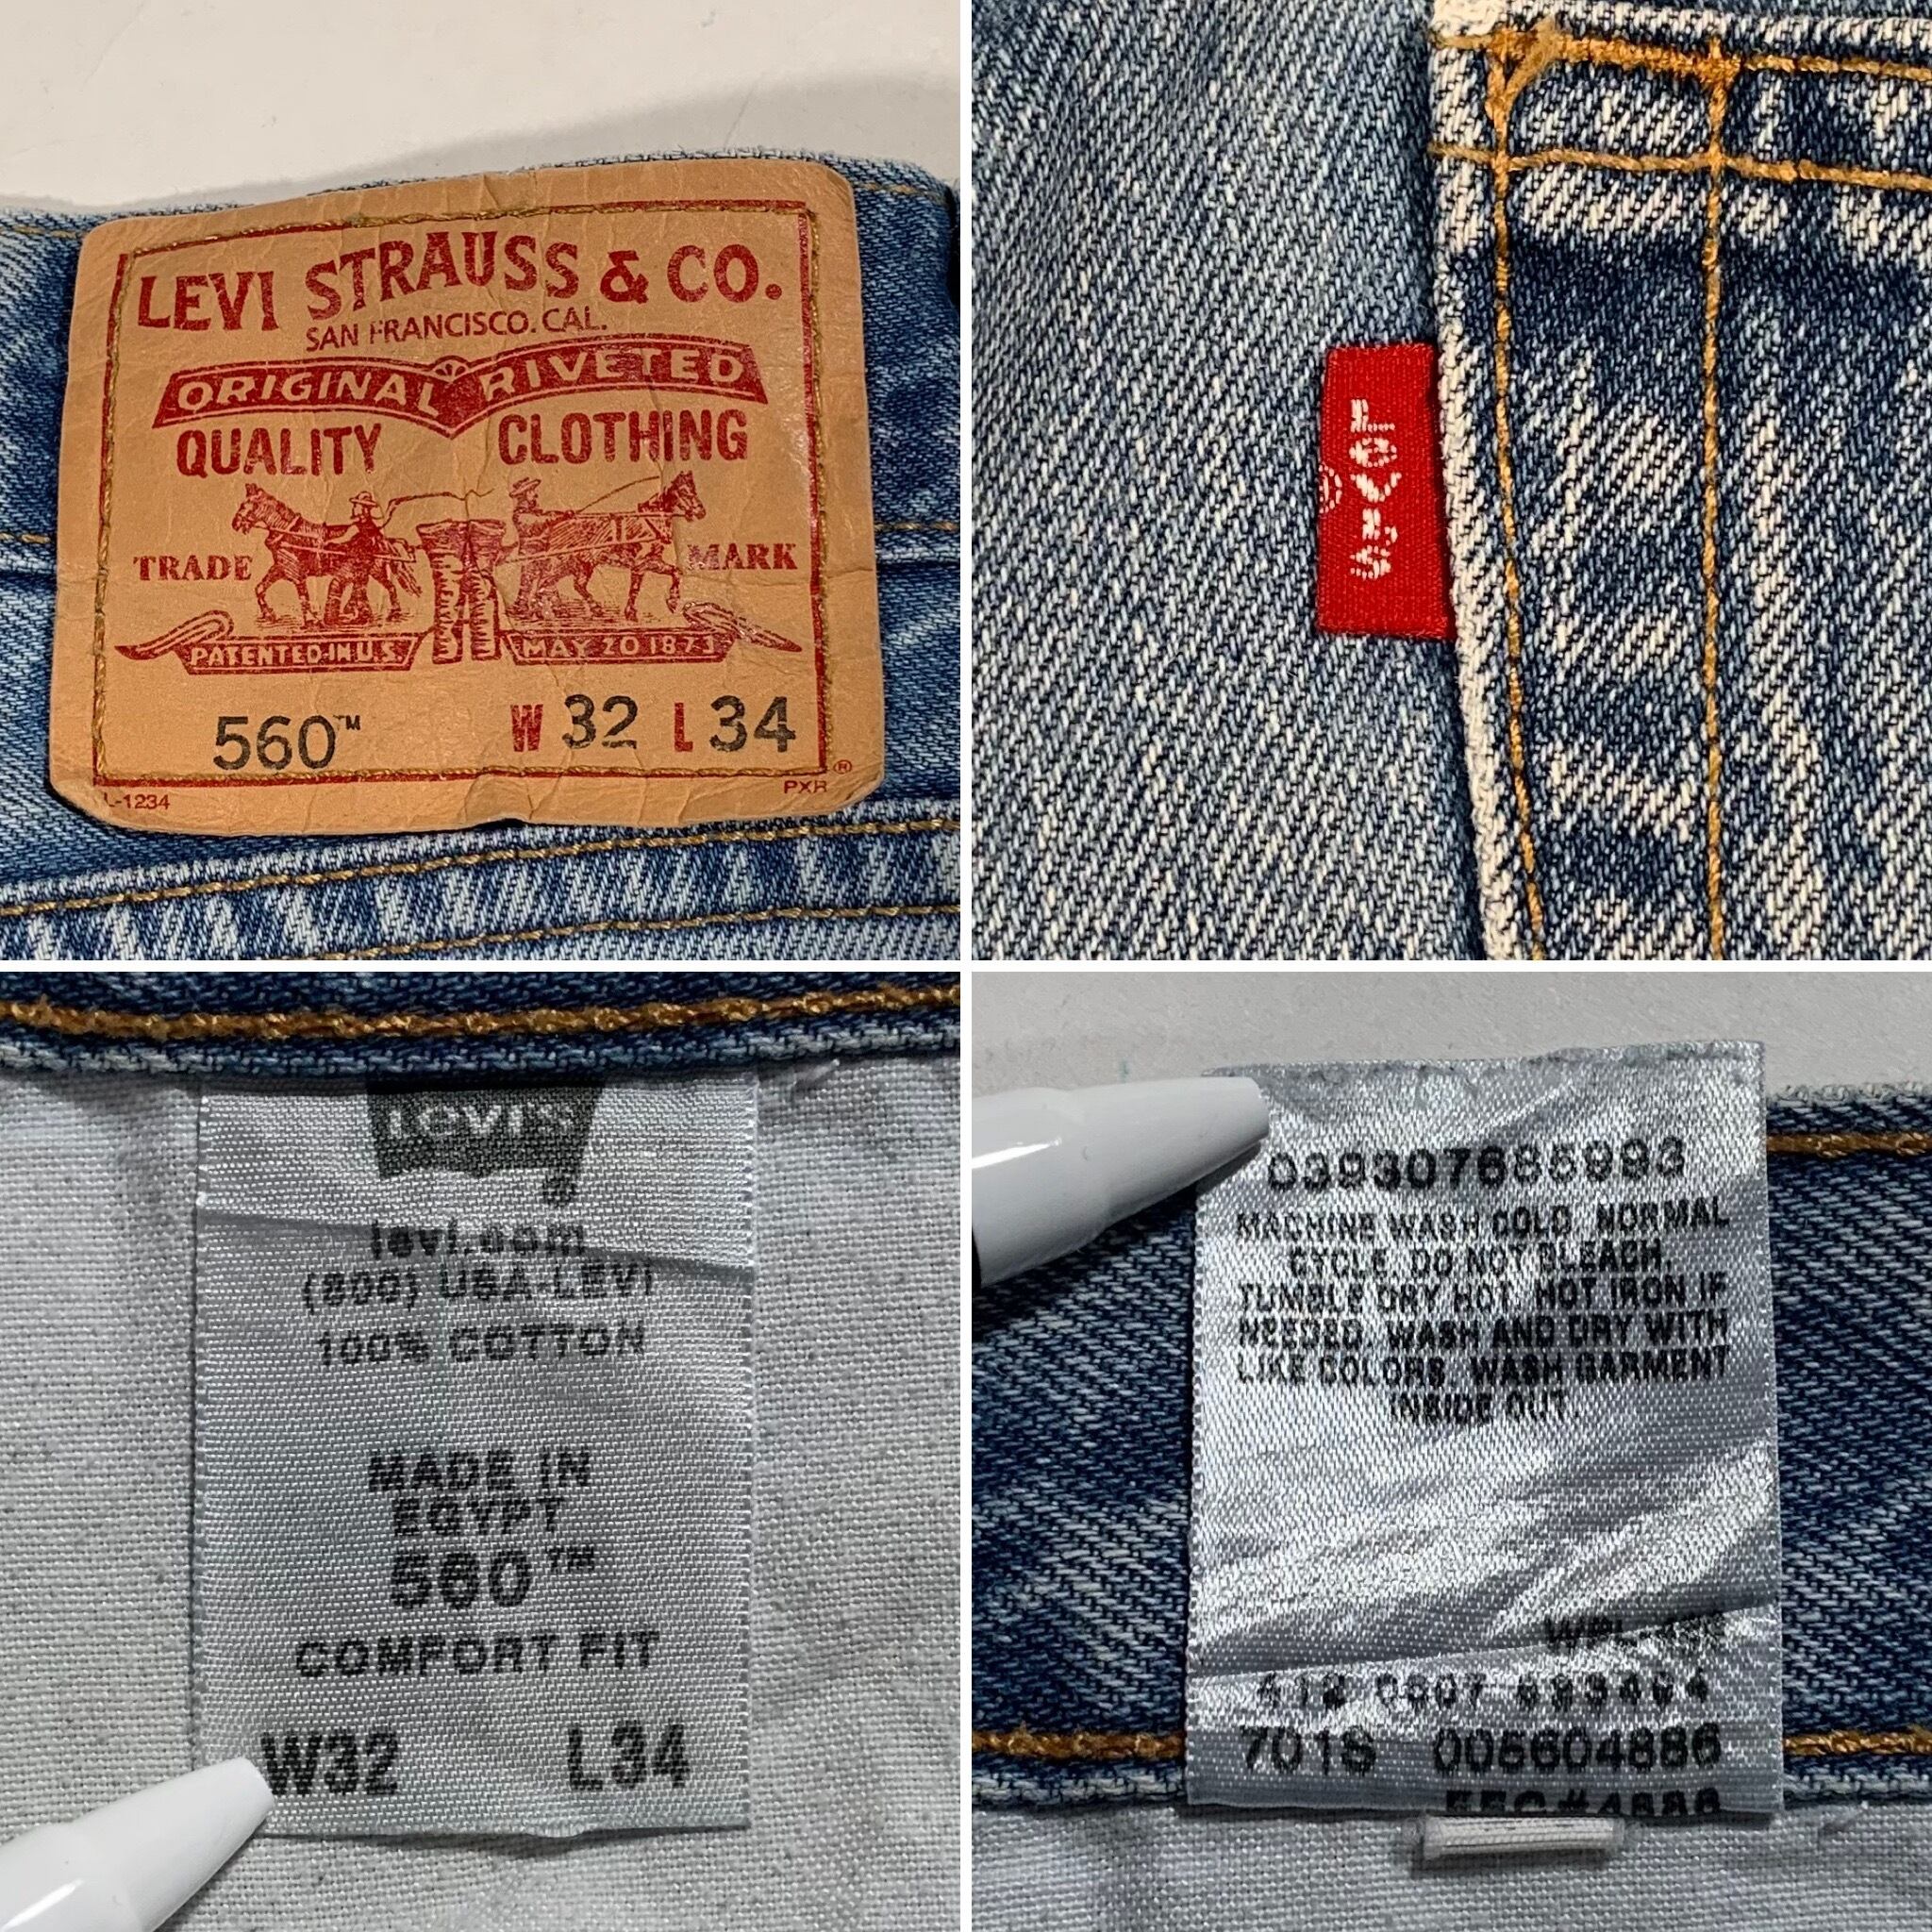 LEVI STRAUSS & CO.
SAN FRANCISCO. CAL.
ORIGINAL RIVETED
QUALITY CLOTHING
TRADE MARK
PATENTED IN U.S. MAY 20 1873
560™ W 32 L 34
®
L-1234 PXR
LEVI'S
®
LEVI'S
®
levi.com
(800) USA-LEVI
100% COTTON
MADE IN
EGYPT
560™
COMFORT FIT
W32 L34
MACHINE WASH COLD NORMAL
CYCLE. DO NOT BLEACH.
TUMBLE DRY HOT. HOT IRON IF
NEEDED. WASH AND DRY WITH
LIKE COLORS. WASH GARMENT
INSIDE OUT.
701S 005604886